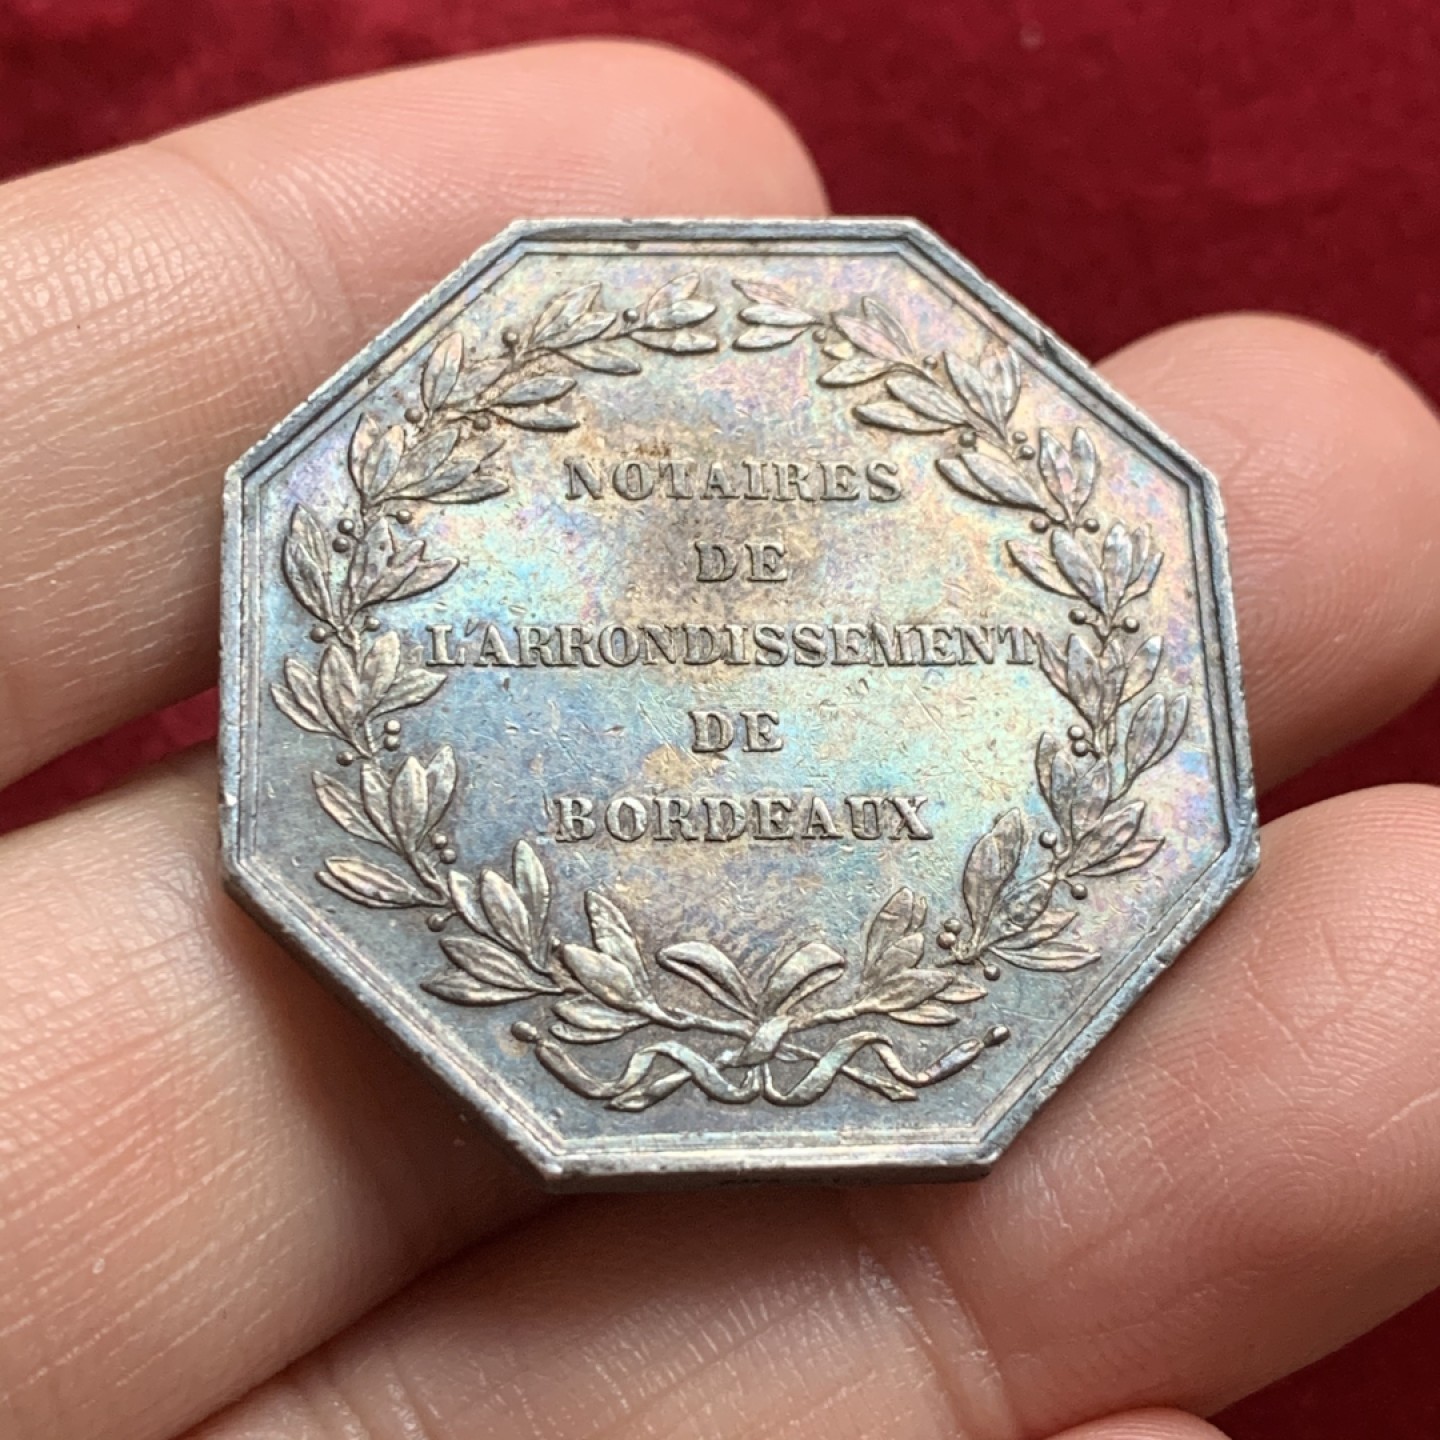 NOTAIRES
DE
L'ARRONDISSEMENT
DE
BORDEAUX